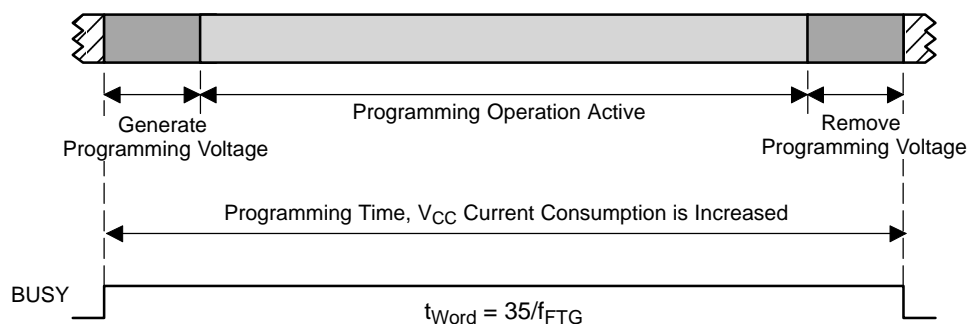 Programming Operation Active
Generate
Programming Voltage
Remove
Programming Voltage
Programming Time, VCC Current Consumption is Increased
BUSY
tWord = 35/fFTG